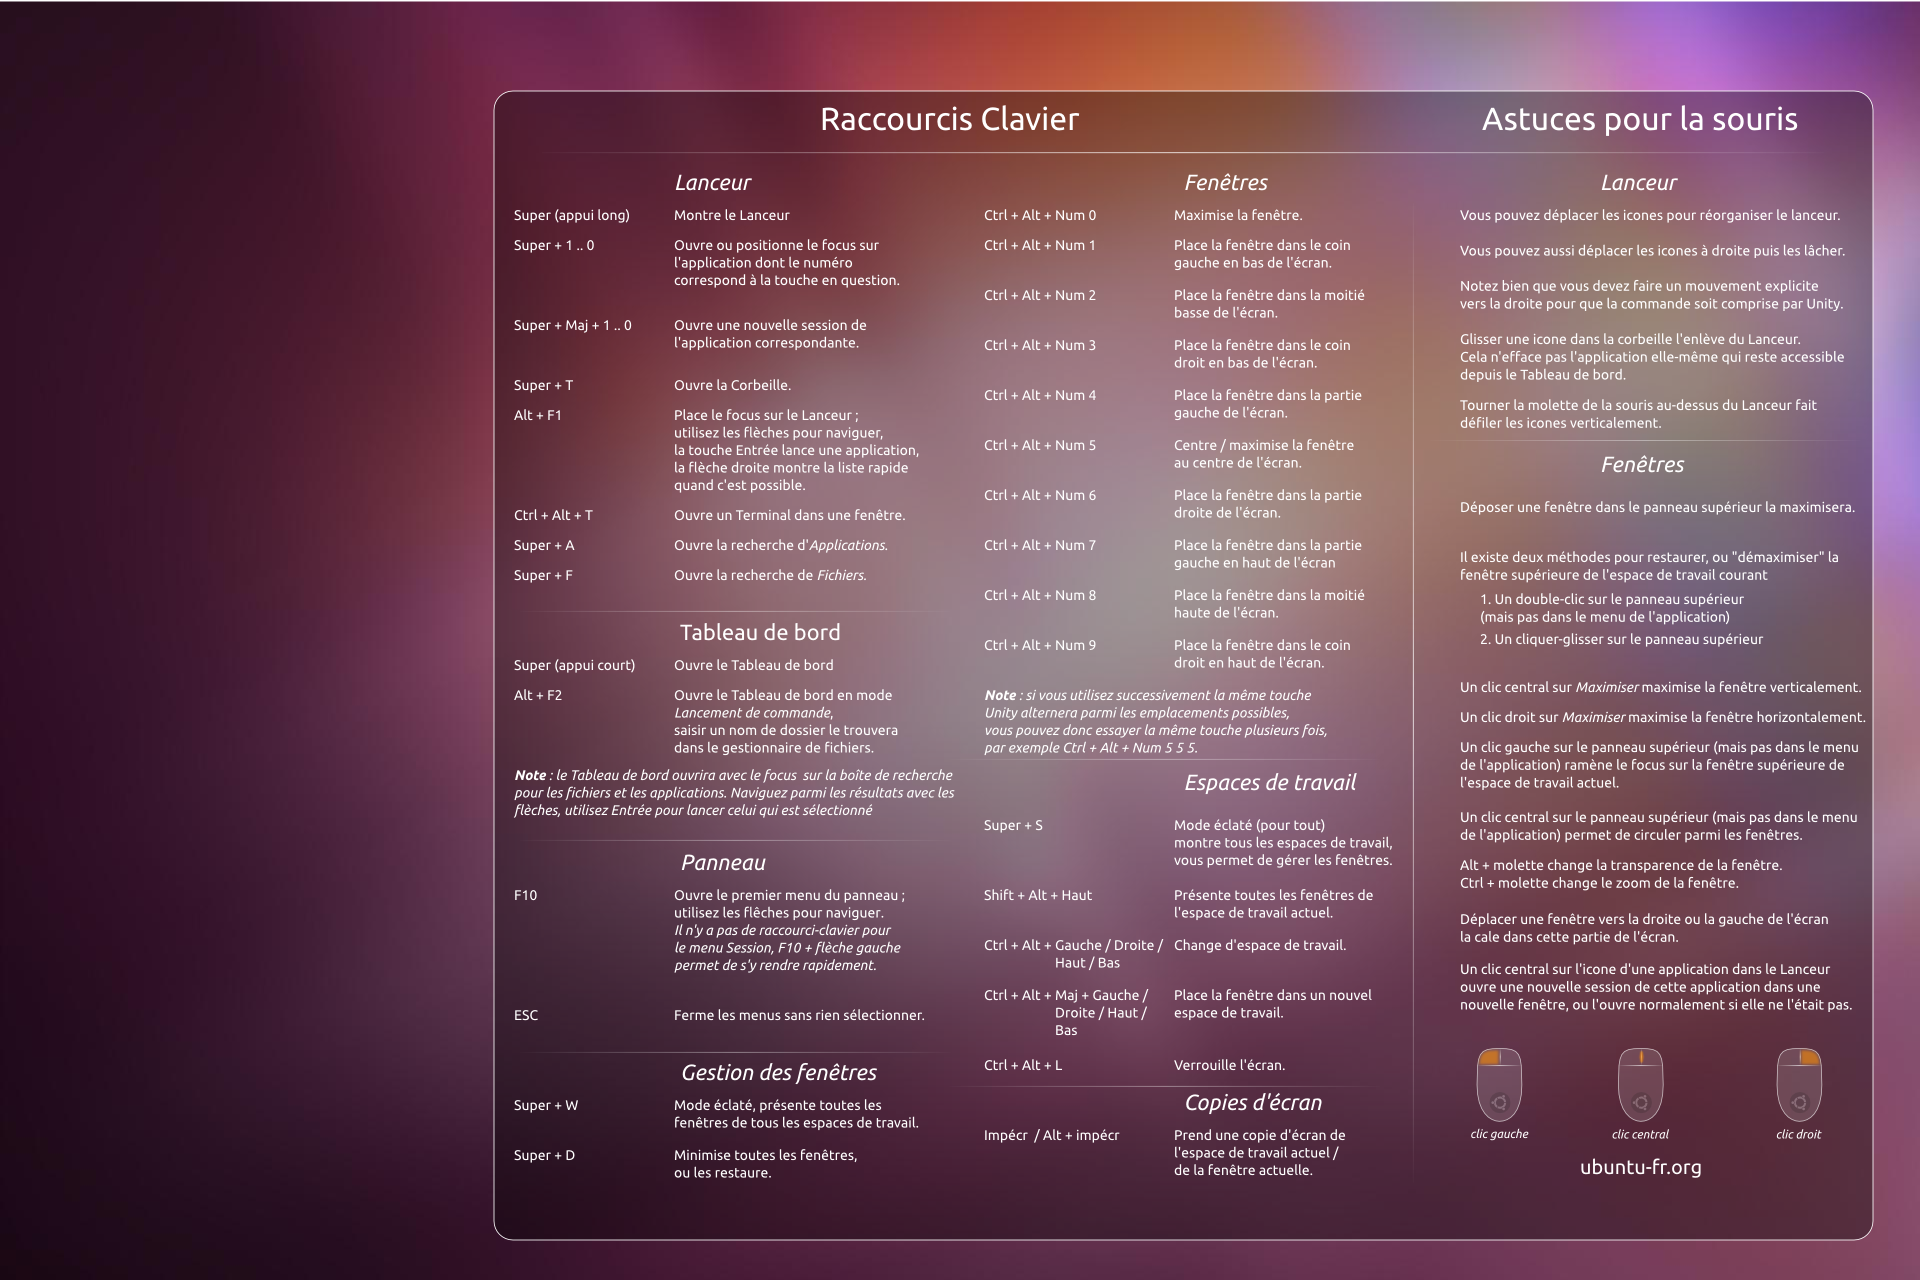 Raccourcis Clavier
Lanceur
Super (appui long) Montre le Lanceur
Super + 1 .. 0 Ouvre ou positionne le focus sur
l'application dont le numéro
correspond à la touche en question.
Super + Maj + 1 .. 0 Ouvre une nouvelle session de
l'application correspondante.
Super + T Ouvre la Corbeille.
Alt + F1 Place le focus sur le Lanceur ;
utilisez les flèches pour naviguer,
la touche Entrée lance une application,
la flèche droite montre la liste rapide
quand c'est possible.
Ctrl + Alt + T Ouvre un Terminal dans une fenêtre.
Super + A Ouvre la recherche d'Applications.
Super + F Ouvre la recherche de Fichiers.
Tableau de bord
Super (appui court) Ouvre le Tableau de bord
Alt + F2 Ouvre le Tableau de bord en mode
Lancement de commande,
saisir un nom de dossier le trouvera
dans le gestionnaire de fichiers.
Note : le Tableau de bord ouvrira avec le focus sur la boîte de recherche
pour les fichiers et les applications. Naviguez parmi les résultats avec les
flèches, utilisez Entrée pour lancer celui qui est sélectionné
Panneau
F10 Ouvre le premier menu du panneau ;
utilisez les flêches pour naviguer.
Il n'y a pas de raccourci-clavier pour
le menu Session, F10 + flèche gauche
permet de s'y rendre rapidement.
ESC Ferme les menus sans rien sélectionner.
Gestion des fenêtres
Super + W Mode éclaté, présente toutes les
fenêtres de tous les espaces de travail.
Super + D Minimise toutes les fenêtres,
ou les restaure.
Fenêtres
Ctrl + Alt + Num 0 Maximise la fenêtre.
Ctrl + Alt + Num 1 Place la fenêtre dans le coin
gauche en bas de l'écran.
Ctrl + Alt + Num 2 Place la fenêtre dans la moitié
basse de l'écran.
Ctrl + Alt + Num 3 Place la fenêtre dans le coin
droit en bas de l'écran.
Ctrl + Alt + Num 4 Place la fenêtre dans la partie
gauche de l'écran.
Ctrl + Alt + Num 5 Centre / maximise la fenêtre
au centre de l'écran.
Ctrl + Alt + Num 6 Place la fenêtre dans la partie
droite de l'écran.
Ctrl + Alt + Num 7 Place la fenêtre dans la partie
gauche en haut de l'écran
Ctrl + Alt + Num 8 Place la fenêtre dans la moitié
haute de l'écran.
Ctrl + Alt + Num 9 Place la fenêtre dans le coin
droit en haut de l'écran.
Note : si vous utilisez successivement la même touche
Unity alternera parmi les emplacements possibles,
vous pouvez donc essayer la même touche plusieurs fois,
par exemple Ctrl + Alt + Num 5 5 5.
Espaces de travail
Super + S Mode éclaté (pour tout)
montre tous les espaces de travail,
vous permet de gérer les fenêtres.
Shift + Alt + Haut Présente toutes les fenêtres de
l'espace de travail actuel.
Ctrl + Alt + Gauche / Droite / Change d'espace de travail.
Haut / Bas
Ctrl + Alt + Maj + Gauche / Place la fenêtre dans un nouvel
Droite / Haut / espace de travail.
Bas
Ctrl + Alt + L Verrouille l'écran.
Copies d'écran
Impécr / Alt + impécr Prend une copie d'écran de
l'espace de travail actuel /
de la fenêtre actuelle.
Astuces pour la souris
Lanceur
Vous pouvez déplacer les icones pour réorganiser le lanceur.
Vous pouvez aussi déplacer les icones à droite puis les lâcher.
Notez bien que vous devez faire un mouvement explicite
vers la droite pour que la commande soit comprise par Unity.
Glisser une icone dans la corbeille l'enlève du Lanceur.
Cela n'efface pas l'application elle-même qui reste accessible
depuis le Tableau de bord.
Tourner la molette de la souris au-dessus du Lanceur fait
défiler les icones verticalement.
Fenêtres
Déposer une fenêtre dans le panneau supérieur la maximisera.
Il existe deux méthodes pour restaurer, ou "démaximiser" la
fenêtre supérieure de l'espace de travail courant
1. Un double-clic sur le panneau supérieur
(mais pas dans le menu de l'application)
2. Un cliquer-glisser sur le panneau supérieur
Un clic central sur Maximiser maximise la fenêtre verticalement.
Un clic droit sur Maximiser maximise la fenêtre horizontalement.
Un clic gauche sur le panneau supérieur (mais pas dans le menu
de l'application) ramène le focus sur la fenêtre supérieure de
l'espace de travail actuel.
Un clic central sur le panneau supérieur (mais pas dans le menu
de l'application) permet de circuler parmi les fenêtres.
Alt + molette change la transparence de la fenêtre.
Ctrl + molette change le zoom de la fenêtre.
Déplacer une fenêtre vers la droite ou la gauche de l'écran
la cale dans cette partie de l'écran.
Un clic central sur l'icone d'une application dans le Lanceur
ouvre une nouvelle session de cette application dans une
nouvelle fenêtre, ou l'ouvre normalement si elle ne l'était pas.
clic gauche clic central clic droit
ubuntu-fr.org